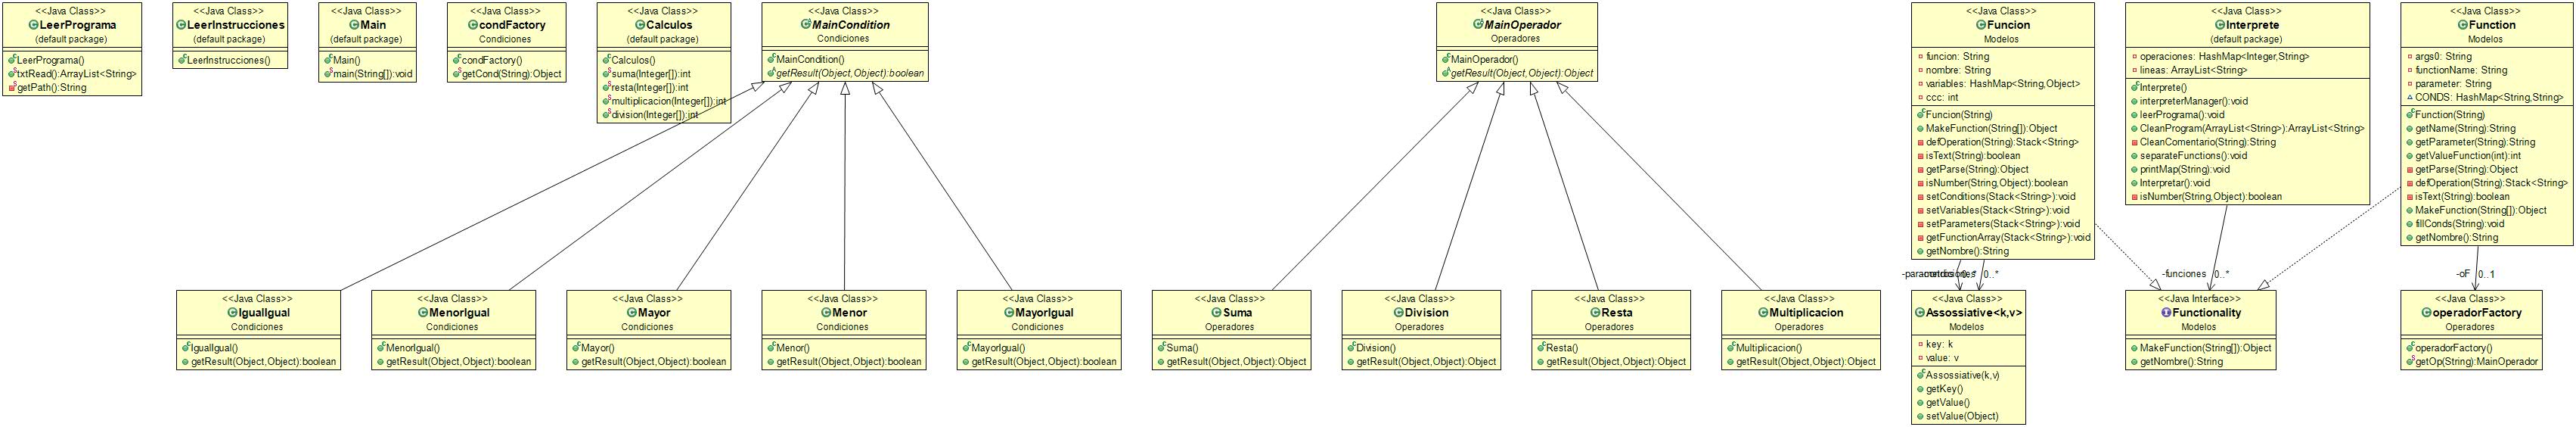 <<Java Class>>
LeerPrograma
(default package)
LeerPrograma()
txtRead():ArrayList<String>
getPath():String
<<Java Class>>
LeerInstrucciones
(default package)
LeerInstrucciones()
<<Java Class>>
Main
(default package)
Main()
main(String[]):void
<<Java Class>>
condFactory
Condiciones
condFactory()
getCond(String):Object
<<Java Class>>
Calculos
(default package)
Calculos()
suma(Integer[]):int
resta(Integer[]):int
multiplicacion(Integer[]):int
division(Integer[]):int
<<Java Class>>
MainCondition
Condiciones
MainCondition()
getResult(Object,Object):boolean
<<Java Class>>
MainOperador
Operadores
MainOperador()
getResult(Object,Object):Object
<<Java Class>>
Funcion
Modelos
funcion: String
nombre: String
variables: HashMap<String,Object>
ccc: int
Funcion(String)
MakeFunction(String[]):Object
defOperation(String):Stack<String>
isText(String):boolean
getParse(String):Object
isNumber(String,Object):boolean
setConditions(Stack<String>):void
setVariables(Stack<String>):void
setParameters(Stack<String>):void
getFunctionArray(Stack<String>):void
getNombre():String
<<Java Class>>
Interprete
(default package)
operaciones: HashMap<Integer,String>
lineas: ArrayList<String>
Interprete()
interpreterManager():void
leerPrograma():void
CleanProgram(ArrayList<String>):ArrayList<String>
CleanComentario(String):String
separateFunctions():void
printMap(String):void
Interpretar():void
isNumber(String,Object):boolean
<<Java Class>>
Function
Modelos
args0: String
functionName: String
parameter: String
CONDS: HashMap<String,String>
Function(String)
getName(String):String
getParameter(String):String
getValueFunction(int):int
getParse(String):Object
defOperation(String):Stack<String>
isText(String):boolean
MakeFunction(String[]):Object
fillConds(String):void
getNombre():String
0..*
-funciones 0..*
-oF 0..1
<<Java Class>>
IgualIgual
Condiciones
IgualIgual()
getResult(Object,Object):boolean
<<Java Class>>
MenorIgual
Condiciones
MenorIgual()
getResult(Object,Object):boolean
<<Java Class>>
Mayor
Condiciones
Mayor()
getResult(Object,Object):boolean
<<Java Class>>
Menor
Condiciones
Menor()
getResult(Object,Object):boolean
<<Java Class>>
MayorIgual
Condiciones
MayorIgual()
getResult(Object,Object):boolean
<<Java Class>>
Suma
Operadores
Suma()
getResult(Object,Object):Object
<<Java Class>>
Division
Operadores
Division()
getResult(Object,Object):Object
<<Java Class>>
Resta
Operadores
Resta()
getResult(Object,Object):Object
<<Java Class>>
Multiplicacion
Operadores
Multiplicacion()
getResult(Object,Object):Object
<<Java Class>>
Assossiative<k,v>
Modelos
key: k
value: v
Assossiative(k,v)
getKey()
getValue()
setValue(Object)
<<Java Interface>>
Functionality
Modelos
MakeFunction(String[]):Object
getNombre():String
<<Java Class>>
operadorFactory
Operadores
operadorFactory()
getOp(String):MainOperador